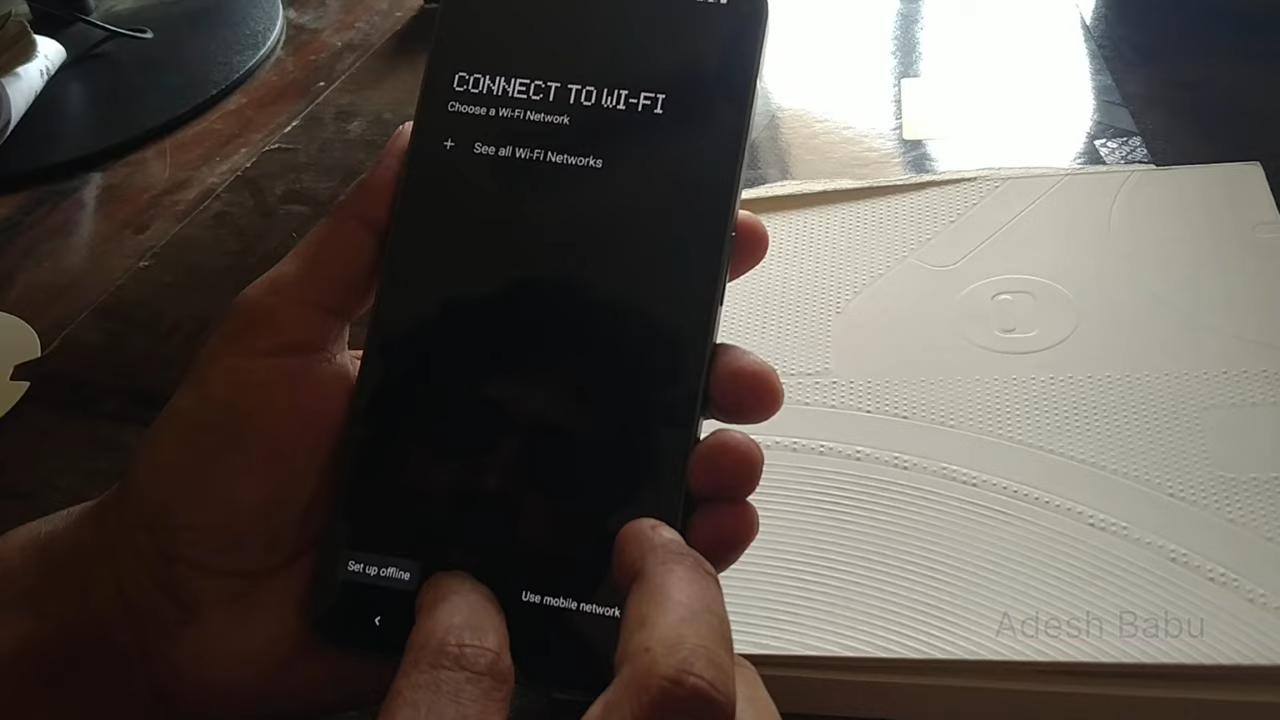 CONNECT TO WI-FI
Choose a Wi-Fi Network
+ See all Wi-Fi Networks
Set up offline
Use mobile network
Adesh Babu